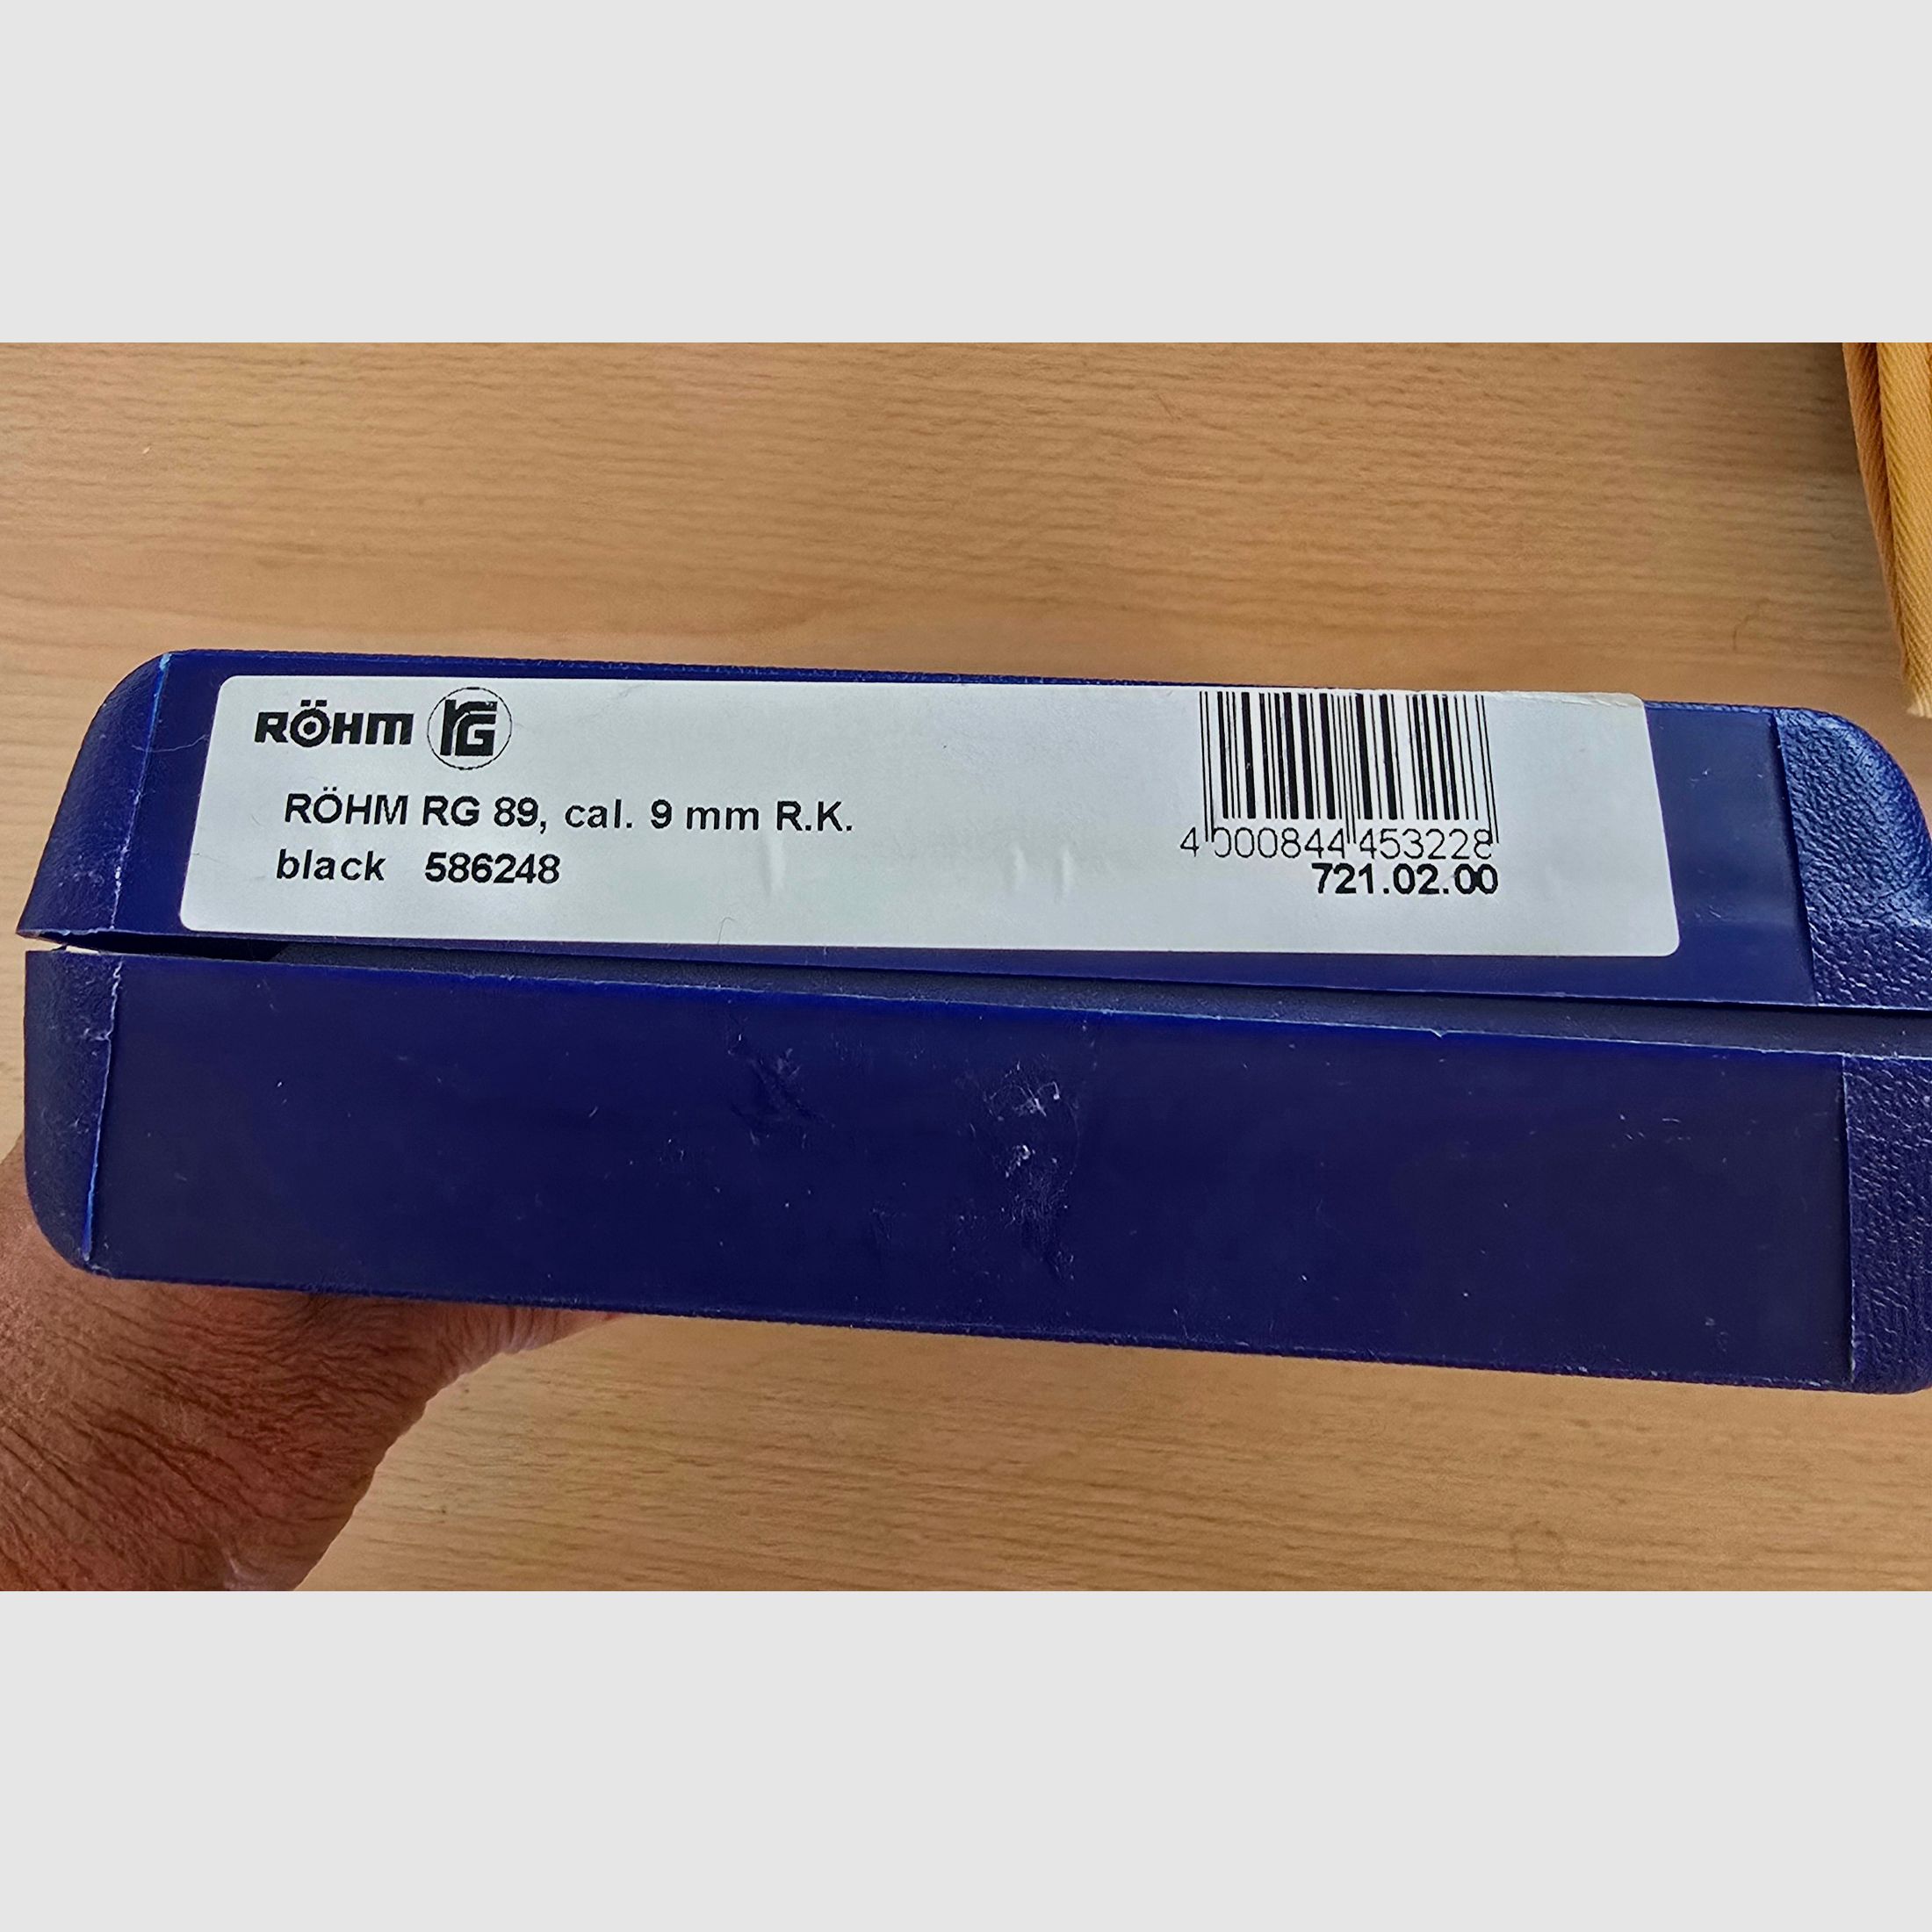 RÖHM RG
RÖHM RG 89, cal. 9 mm R.K.
black 586248
4 000844 453228
721.02.00